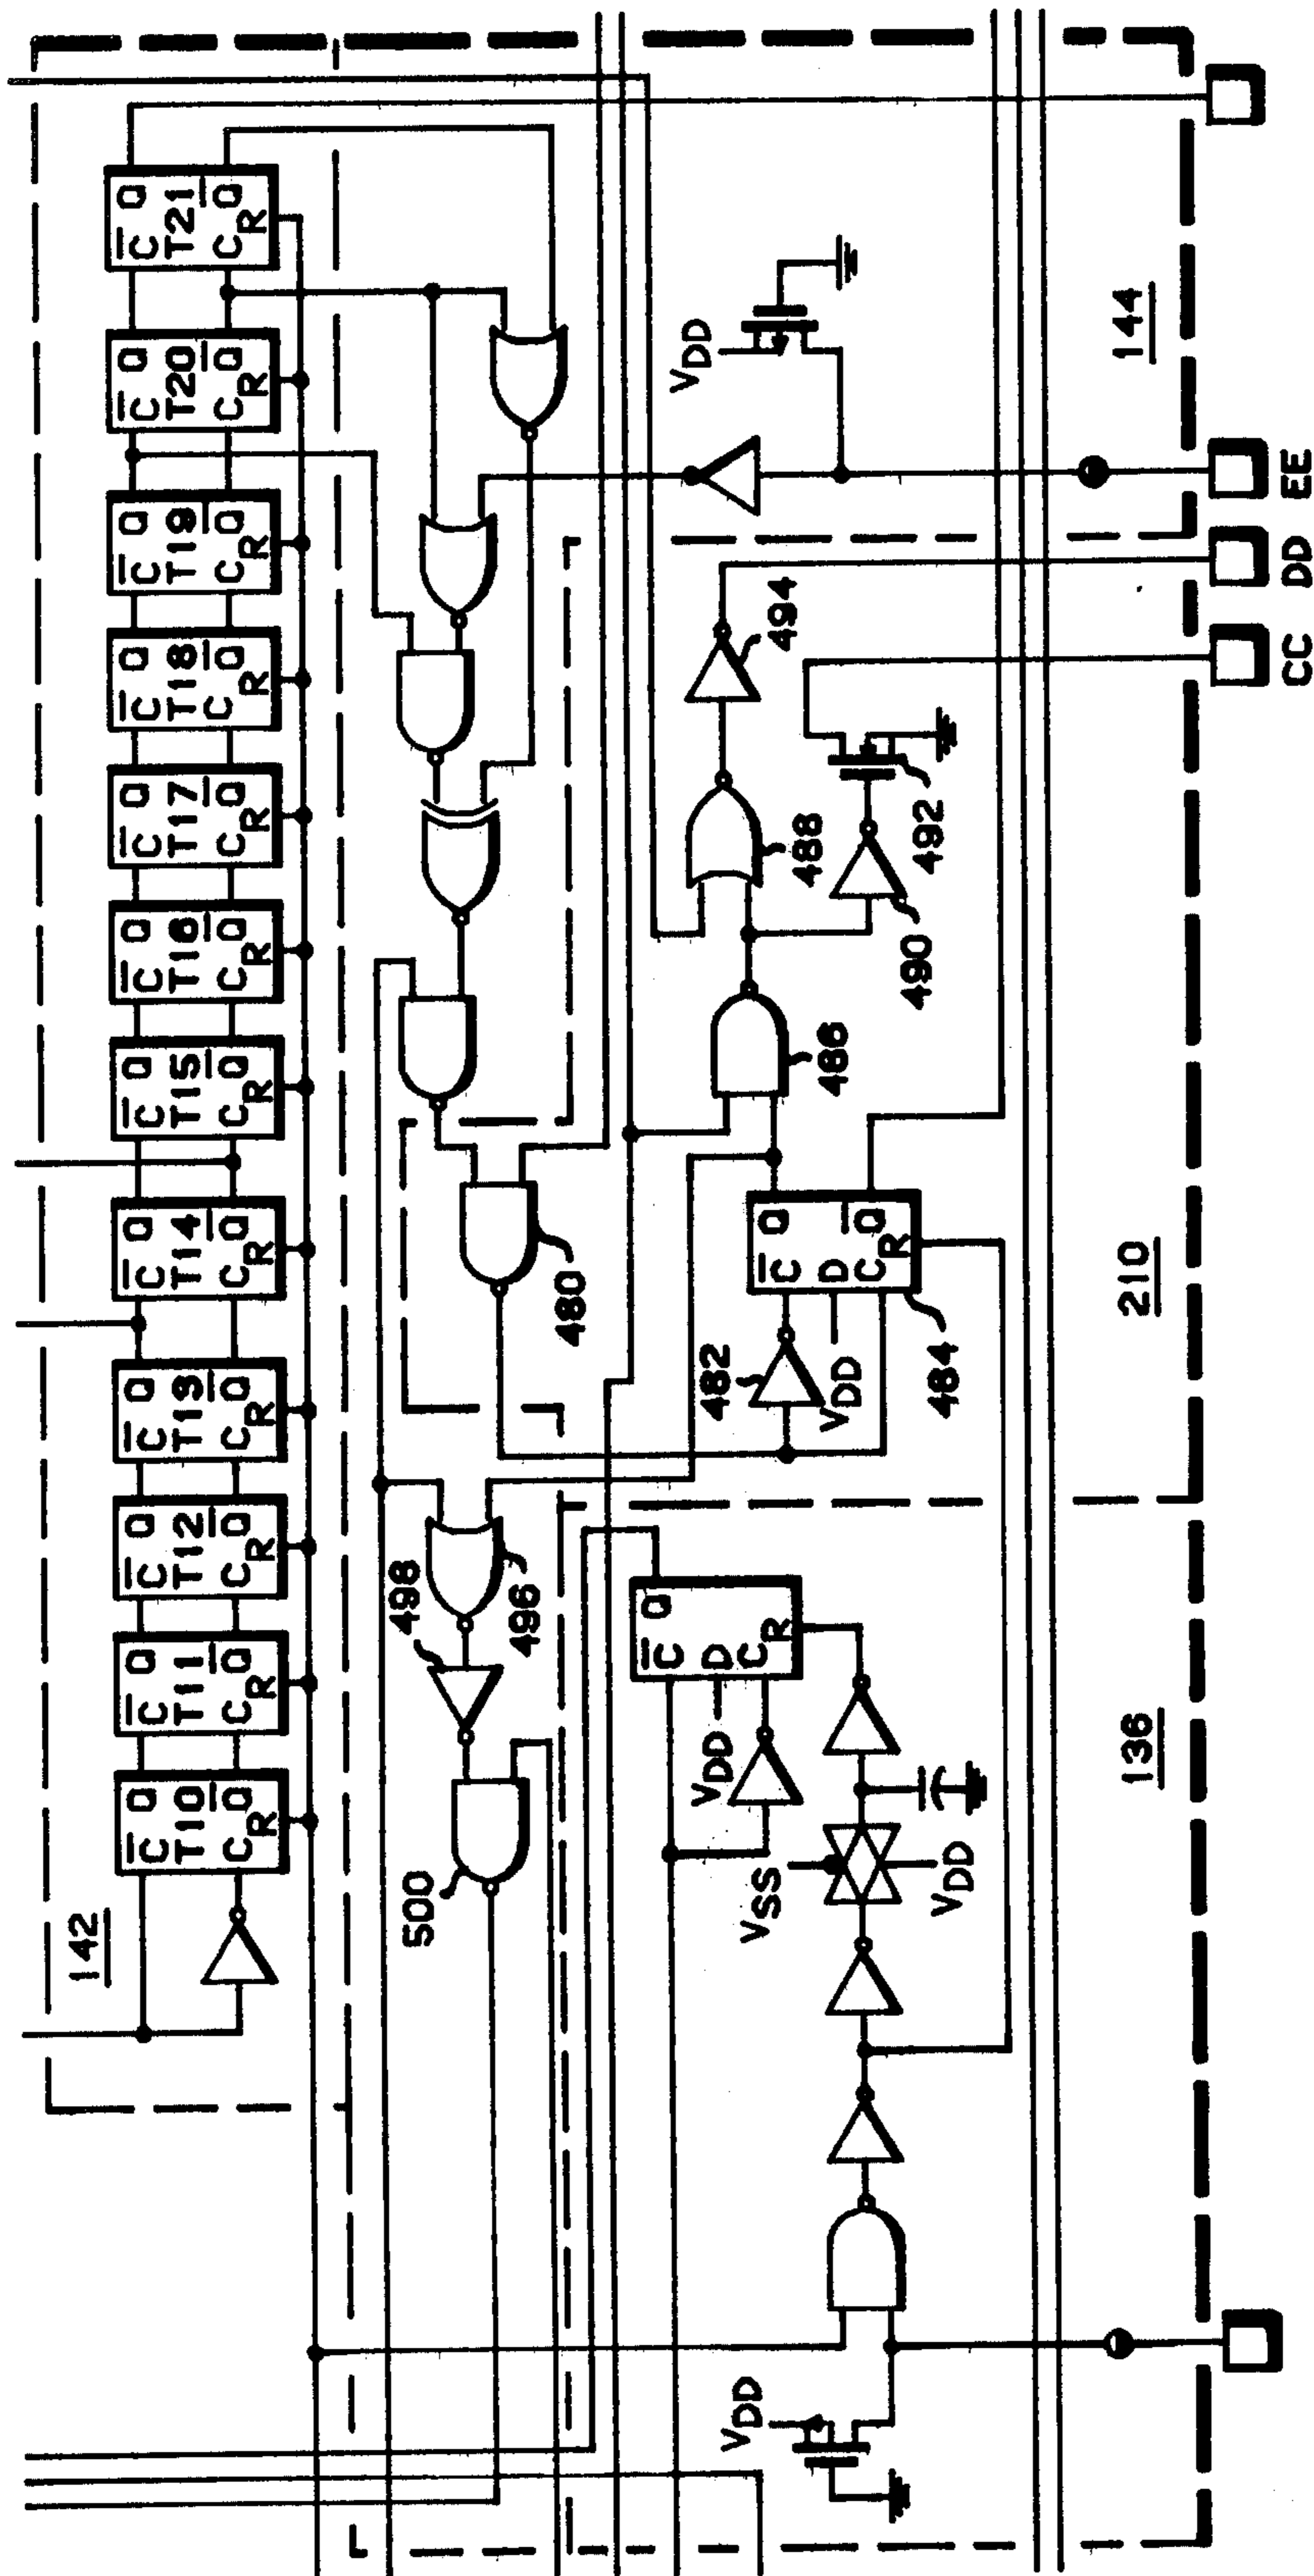 142
C̄ Q C̄ Q C̄ Q C̄ Q C̄ Q C̄ Q C̄ Q C̄ Q C̄ Q C̄ Q C̄ Q C̄ Q
T10 T11 T12 T13 T14 T15 T16 T17 T18 T19 T20 T21
C Q̄ C Q̄ C Q̄ C Q̄ C Q̄ C Q̄ C Q̄ C Q̄ C Q̄ C Q̄ C Q̄ C Q̄
R R R R R R R R R R R R
500 498
496
480
C̄ Q
VDD D
C
R
VDD
482
VDD
VSS
494
C̄ Q
488
486
VDD D
C Q̄
R
490 492
484
VDD
136 210 144
CC DD EE